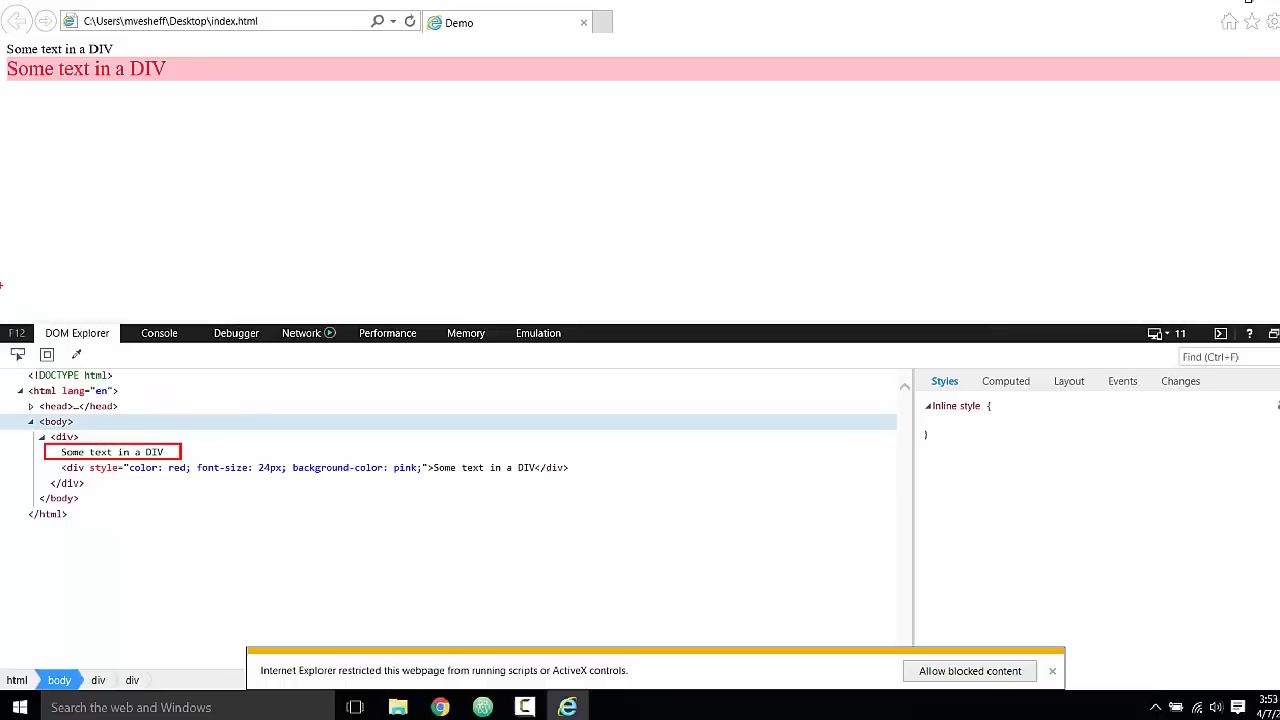 C:\Users\mvesheff\Desktop\index.html
Demo
Some text in a DIV
Some text in a DIV
F12 DOM Explorer Console Debugger Network Performance Memory Emulation 11 ?
Find (Ctrl+F)
<!DOCTYPE html>
<html lang="en">
<head>…</head>
<body>
<div>
Some text in a DIV
<div style="color: red; font-size: 24px; background-color: pink;">Some text in a DIV</div>
</div>
</body>
</html>
Styles Computed Layout Events Changes
Inline style {
}
html body div div
Internet Explorer restricted this webpage from running scripts or ActiveX controls.
Allow blocked content
Search the web and Windows
3:53
4/7/2